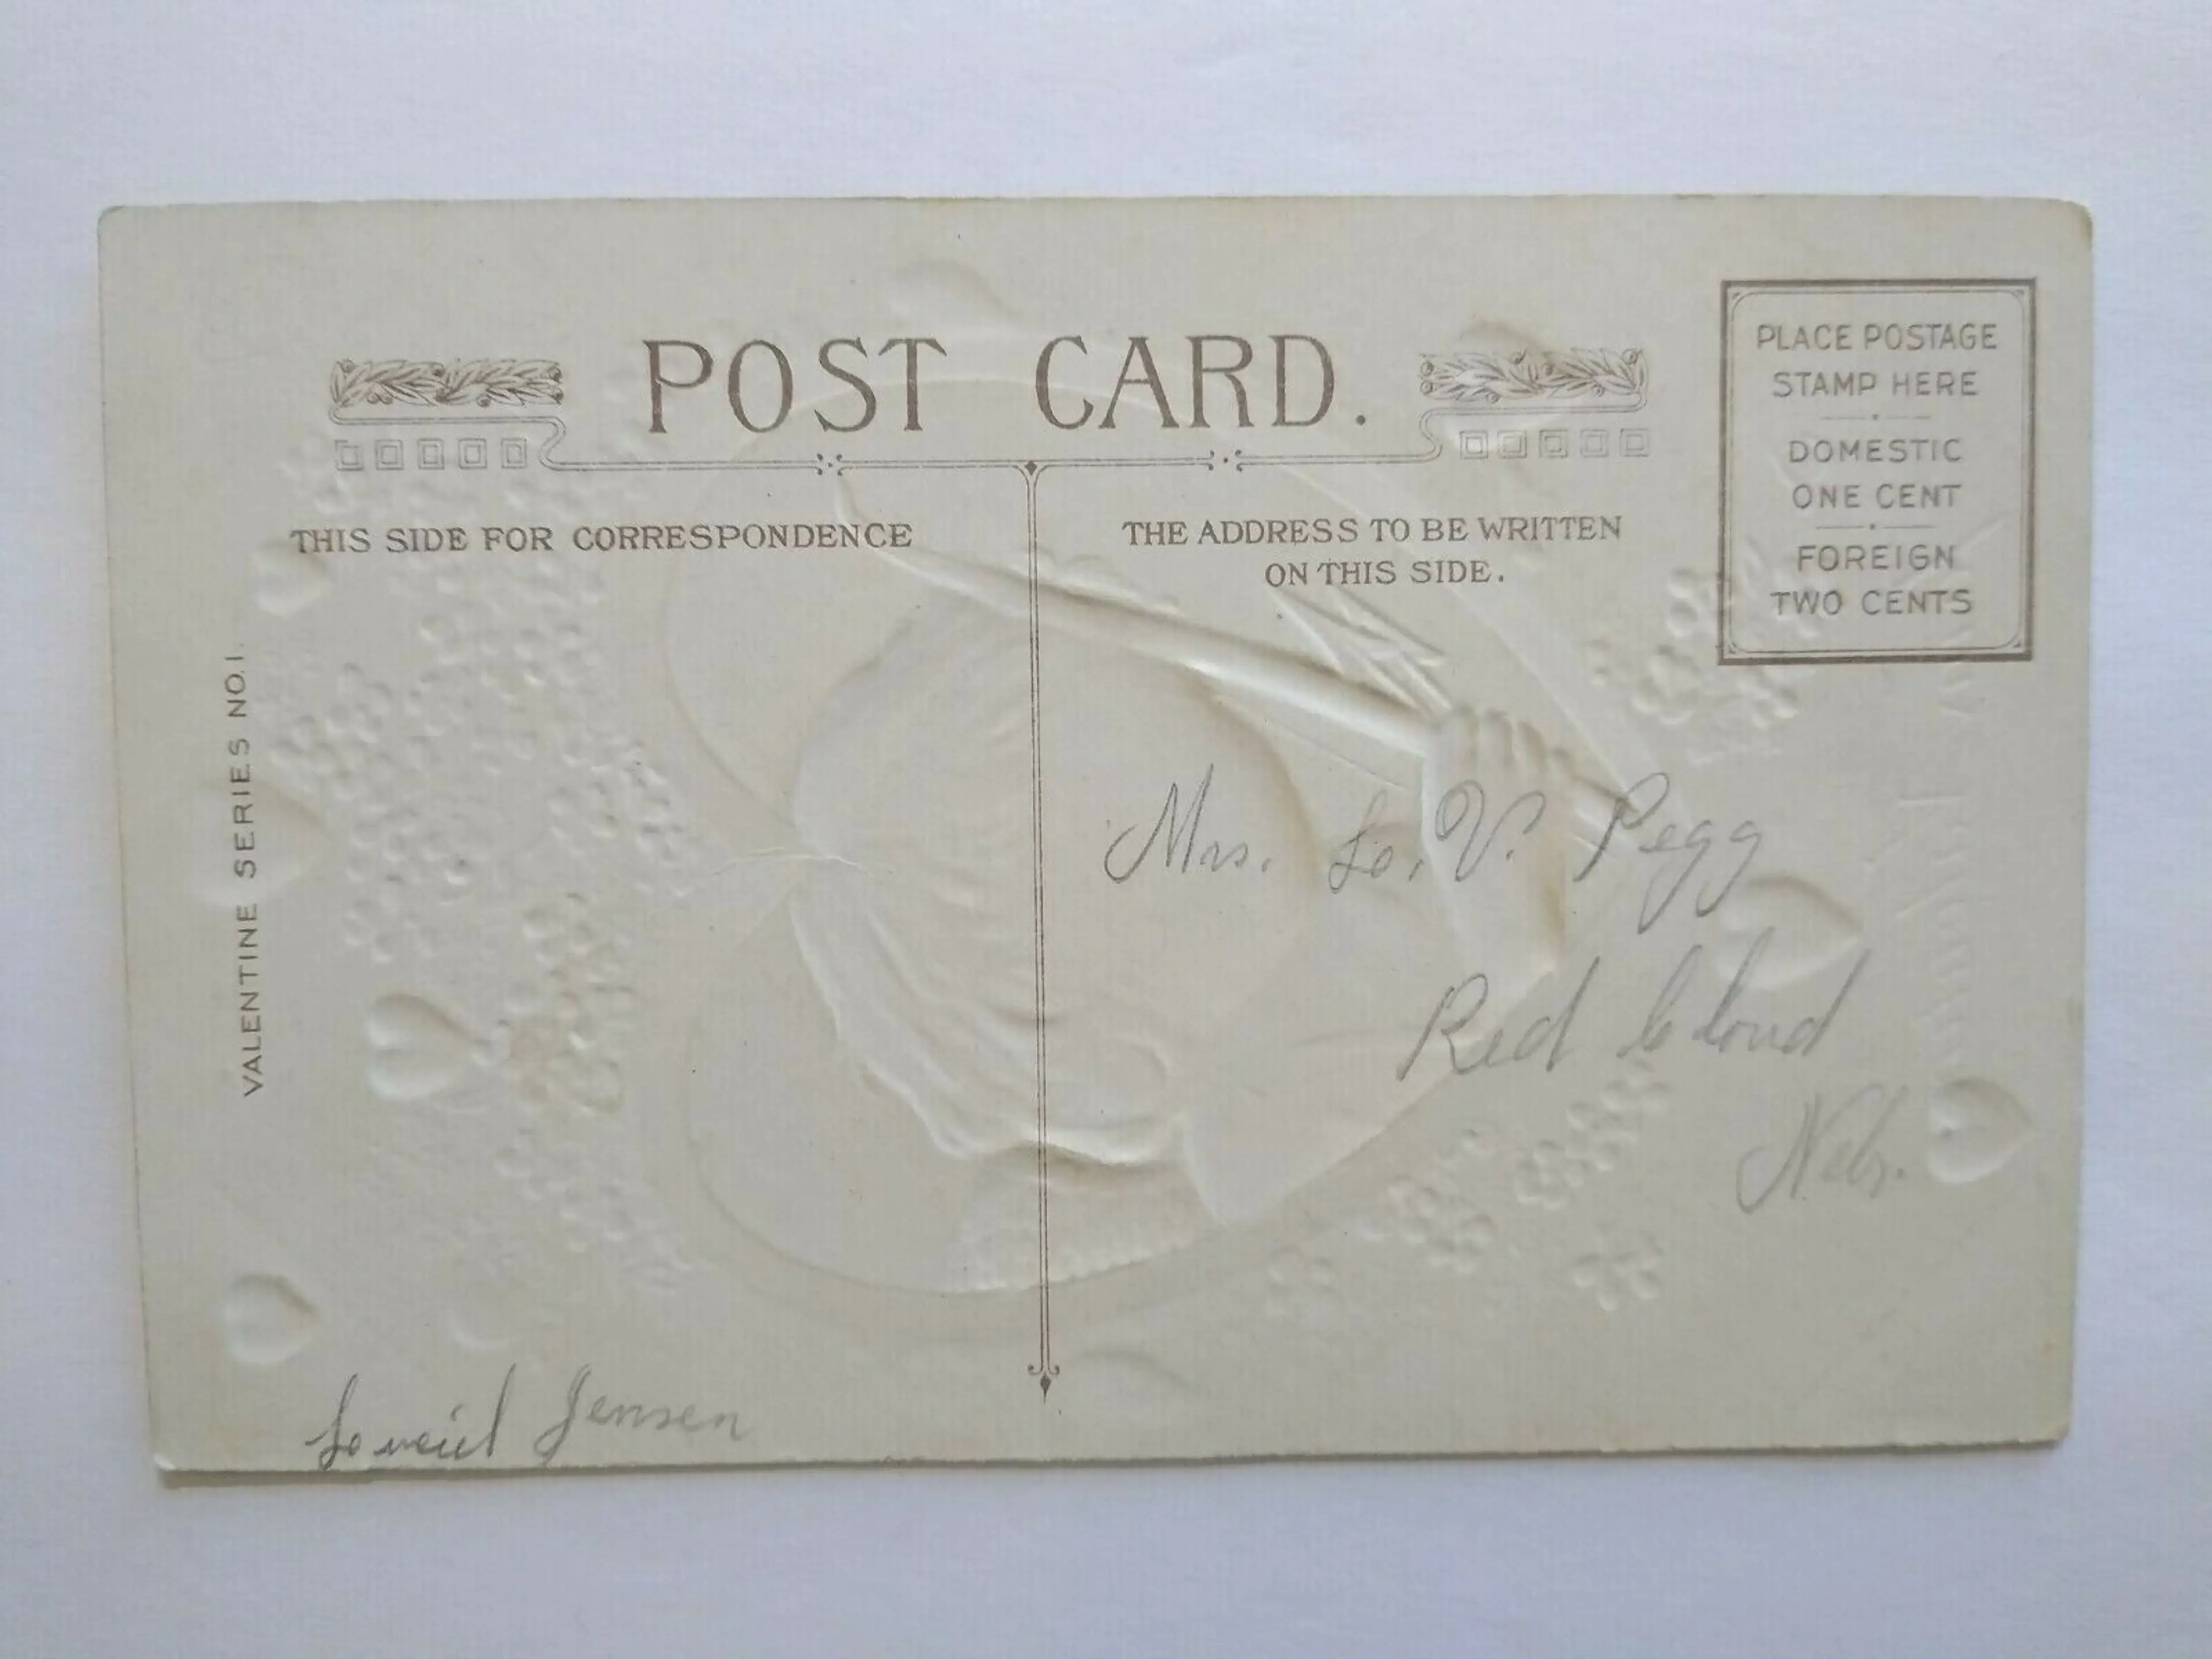 POST CARD.
PLACE POSTAGE
STAMP HERE
DOMESTIC
ONE CENT
FOREIGN
TWO CENTS
THIS SIDE FOR CORRESPONDENCE
THE ADDRESS TO BE WRITTEN
ON THIS SIDE.
VALENTINE SERIES NO. 1.
Mrs. V. Pegg
Red Cloud
Nebr.
Jensen